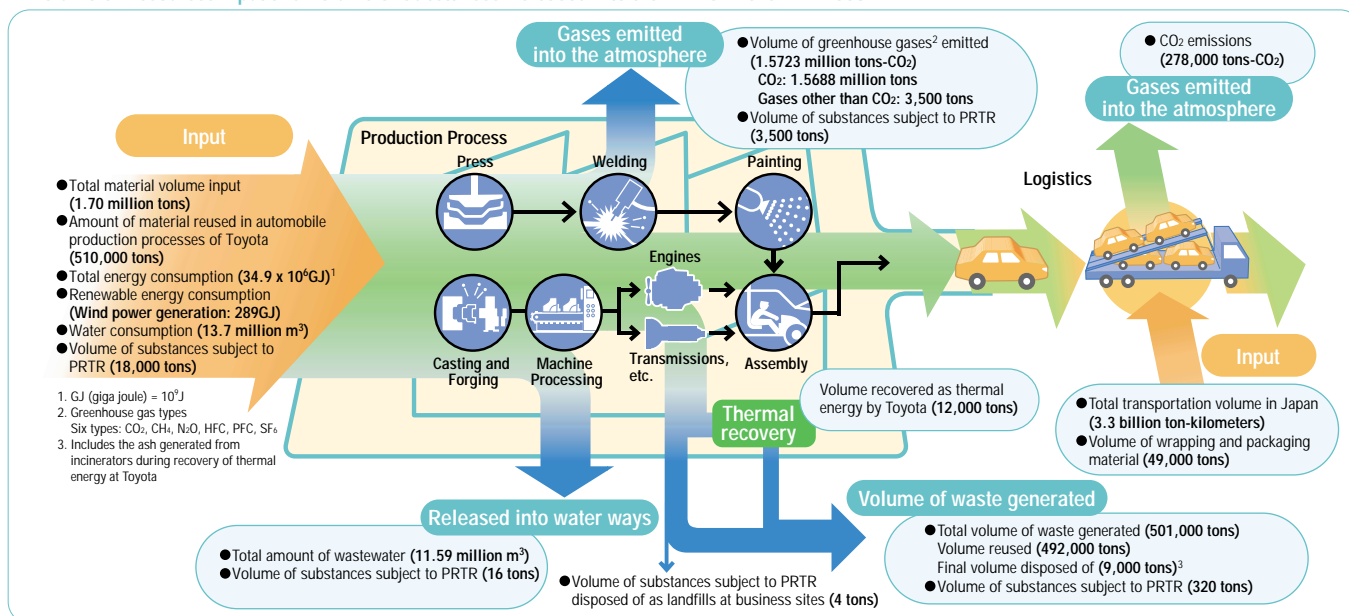 Gases emitted
into the atmosphere
●Volume of greenhouse gases² emitted
(1.5723 million tons-CO₂)
CO₂: 1.5688 million tons
Gases other than CO₂: 3,500 tons
●Volume of substances subject to PRTR
(3,500 tons)
● CO₂ emissions
(278,000 tons-CO₂)
Gases emitted
into the atmosphere
Input
●Total material volume input
(1.70 million tons)
●Amount of material reused in automobile
production processes of Toyota
(510,000 tons)
●Total energy consumption (34.9 x 10⁶GJ)¹
●Renewable energy consumption
(Wind power generation: 289GJ)
●Water consumption (13.7 million m³)
●Volume of substances subject to
PRTR (18,000 tons)
1. GJ (giga joule) = 10⁹J
2. Greenhouse gas types
Six types: CO₂, CH₄, N₂O, HFC, PFC, SF₆
3. Includes the ash generated from
incinerators during recovery of thermal
energy at Toyota
Production Process
Press
Welding
Painting
Engines
Casting and
Forging
Machine
Processing
Transmissions,
etc.
Assembly
Logistics
Thermal
recovery
Volume recovered as thermal
energy by Toyota (12,000 tons)
Input
●Total transportation volume in Japan
(3.3 billion ton-kilometers)
●Volume of wrapping and packaging
material (49,000 tons)
Released into water ways
●Total amount of wastewater (11.59 million m³)
●Volume of substances subject to PRTR (16 tons)
●Volume of substances subject to PRTR
disposed of as landfills at business sites (4 tons)
Volume of waste generated
●Total volume of waste generated (501,000 tons)
Volume reused (492,000 tons)
Final volume disposed of (9,000 tons)³
●Volume of substances subject to PRTR (320 tons)